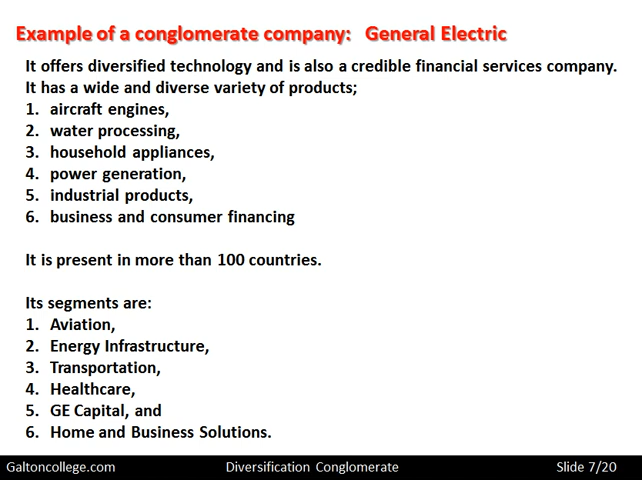 Example of a conglomerate company: General Electric
It offers diversified technology and is also a credible financial services company.
It has a wide and diverse variety of products;
1. aircraft engines,
2. water processing,
3. household appliances,
4. power generation,
5. industrial products,
6. business and consumer financing
It is present in more than 100 countries.
Its segments are:
1. Aviation,
2. Energy Infrastructure,
3. Transportation,
4. Healthcare,
5. GE Capital, and
6. Home and Business Solutions.
Galtoncollege.com Diversification Conglomerate Slide 7/20